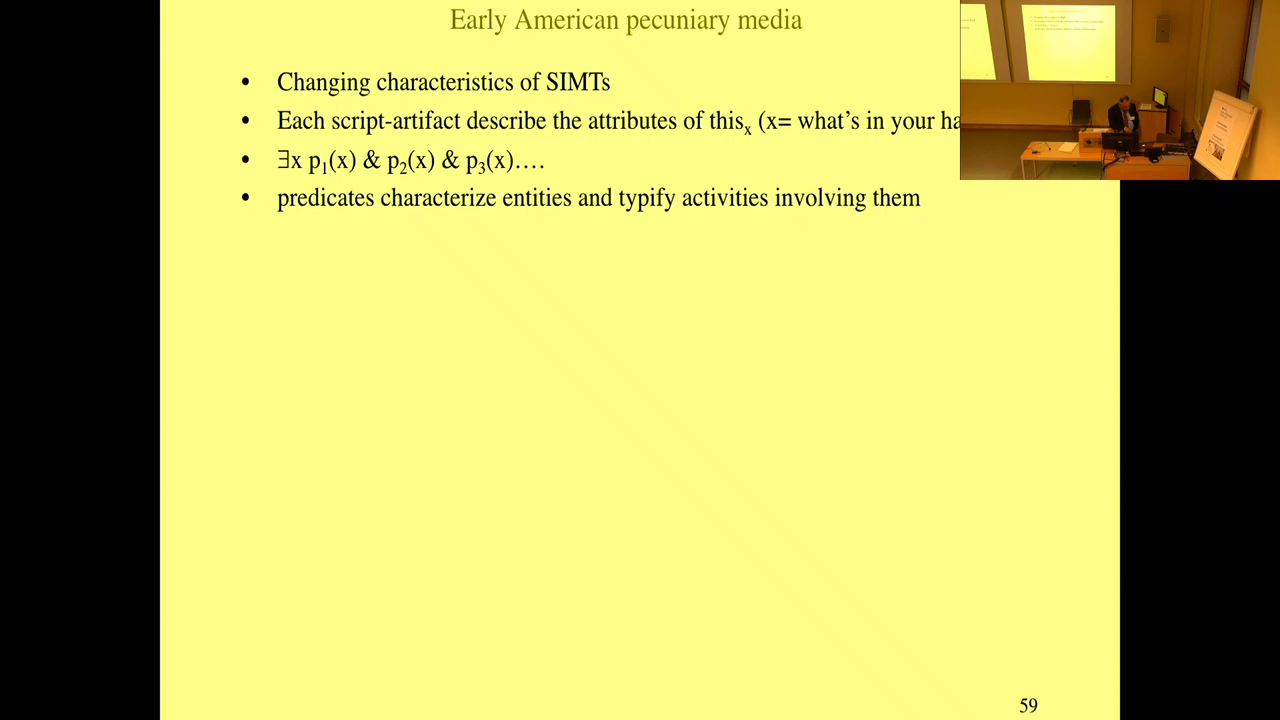 Early American pecuniary media
• Changing characteristics of SIMTs
• Each script-artifact describe the attributes of thisₓ (x= what's in your ha
• ∃x p₁(x) & p₂(x) & p₃(x)….
• predicates characterize entities and typify activities involving them
59